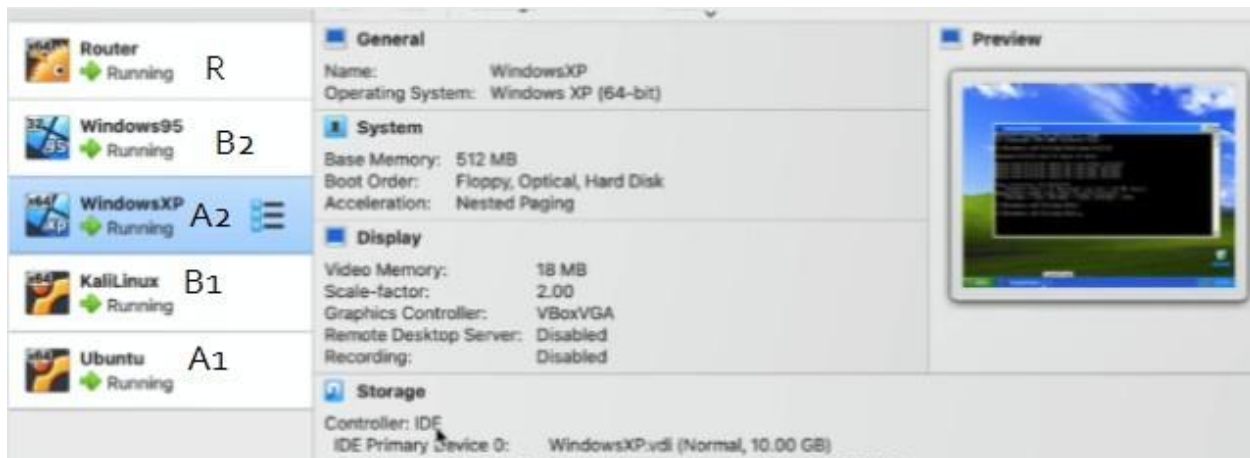 Router
Running
R
Windows95
Running
B2
WindowsXP
Running
A2
KaliLinux
Running
B1
Ubuntu
Running
A1
General
Name: WindowsXP
Operating System: Windows XP (64-bit)
System
Base Memory: 512 MB
Boot Order: Floppy, Optical, Hard Disk
Acceleration: Nested Paging
Display
Video Memory: 18 MB
Scale-factor: 2.00
Graphics Controller: VBoxVGA
Remote Desktop Server: Disabled
Recording: Disabled
Storage
Controller: IDE
IDE Primary Device 0: WindowsXP.vdi (Normal, 10.00 GB)
Preview